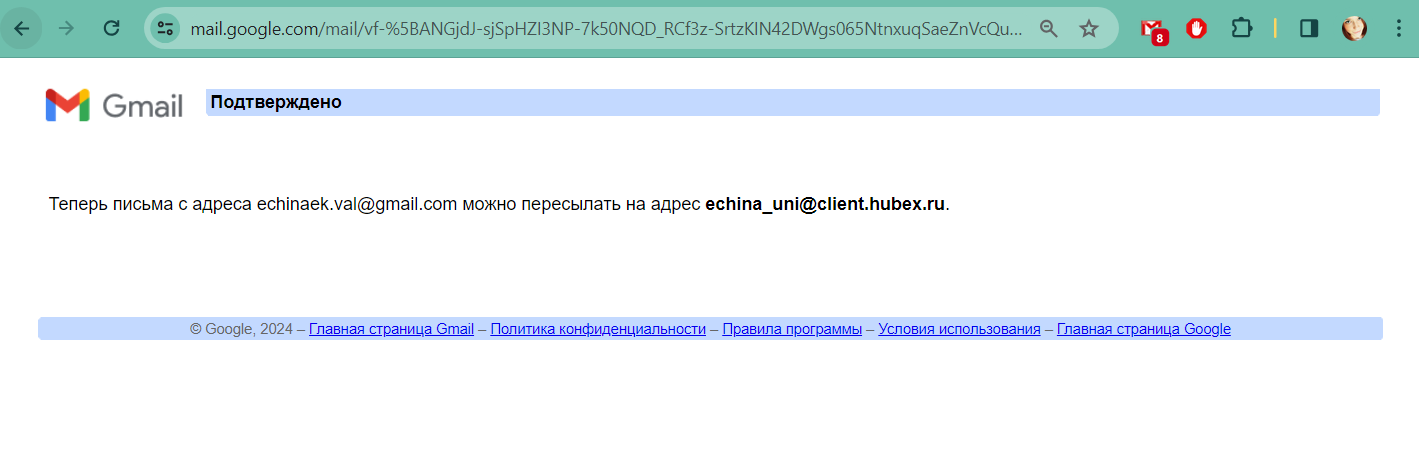 mail.google.com/mail/vf-%5BANGjdJ-sjSpHZI3NP-7k50NQD_RCf3z-SrtzKIN42DWgs065NtnxuqSaeZnVcQu...
8
Gmail
Подтверждено
Теперь письма с адреса echinaek.val@gmail.com можно пересылать на адрес echina_uni@client.hubex.ru.
© Google, 2024 – Главная страница Gmail – Политика конфиденциальности – Правила программы – Условия использования – Главная страница Google